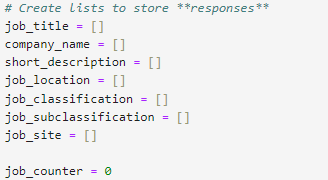 # Create lists to store **responses**
job_title = []
company_name = []
short_description = []
job_location = []
job_classification = []
job_subclassification = []
job_site = []
job_counter = 0